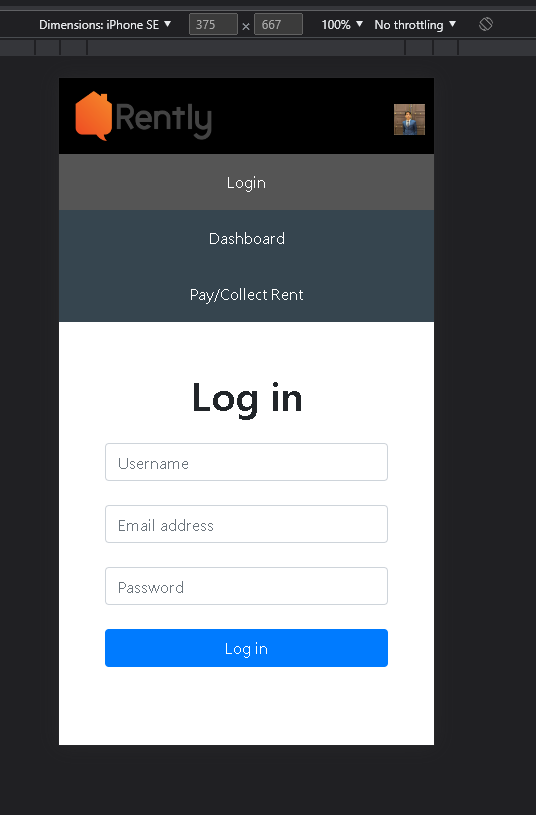 Dimensions: iPhone SE ▼ 375 × 667 100% ▼ No throttling ▼
Rently
Login
Dashboard
Pay/Collect Rent
Log in
Username
Email address
Password
Log in